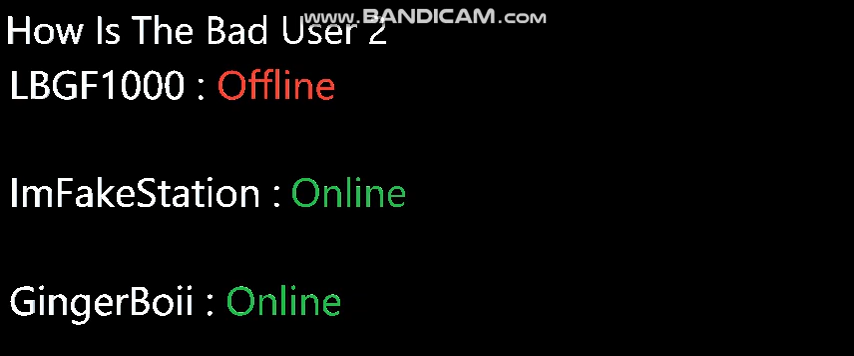 www.BANDICAM.com
How Is The Bad User 2
LBGF1000 : Offline
ImFakeStation : Online
GingerBoii : Online